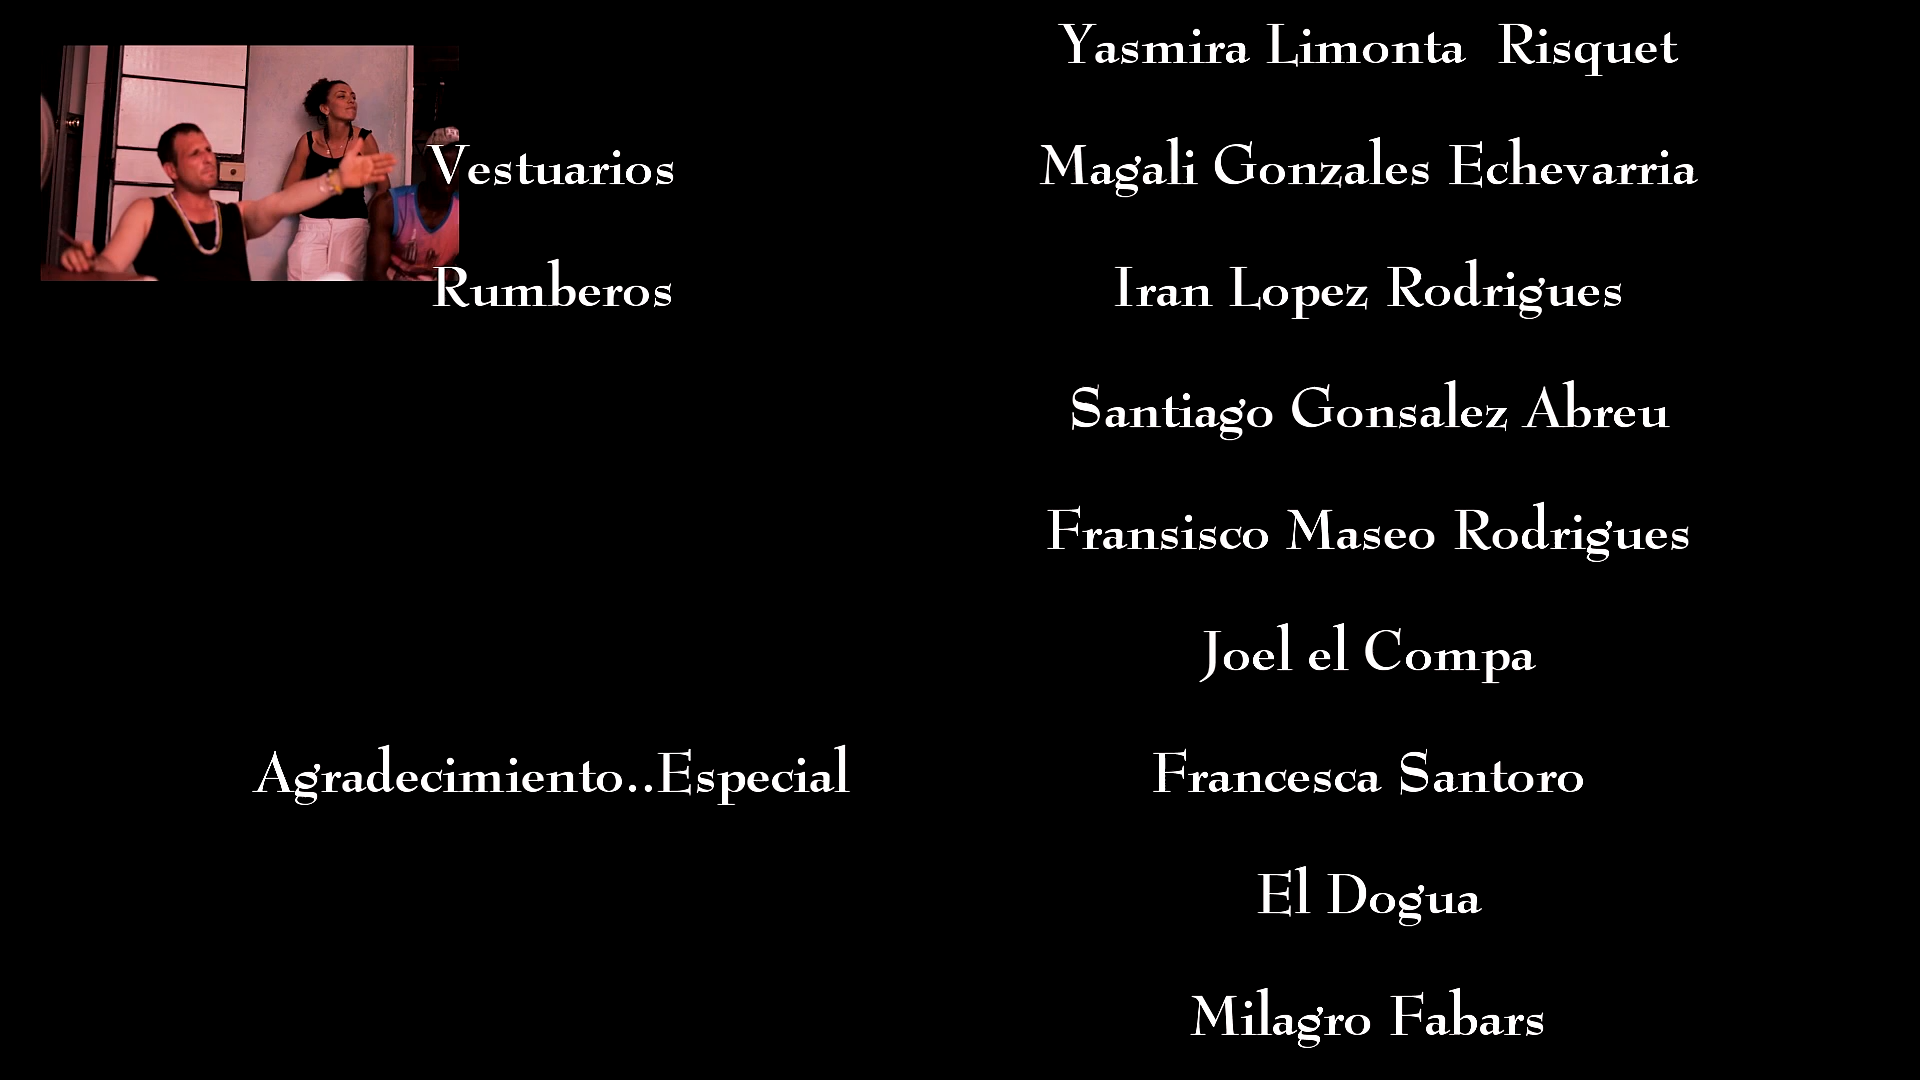 Yasmira Limonta Risquet
Vestuarios Magali Gonzales Echevarria
Rumberos Iran Lopez Rodrigues
Santiago Gonsalez Abreu
Fransisco Maseo Rodrigues
Joel el Compa
Agradecimiento..Especial Francesca Santoro
El Dogua
Milagro Fabars